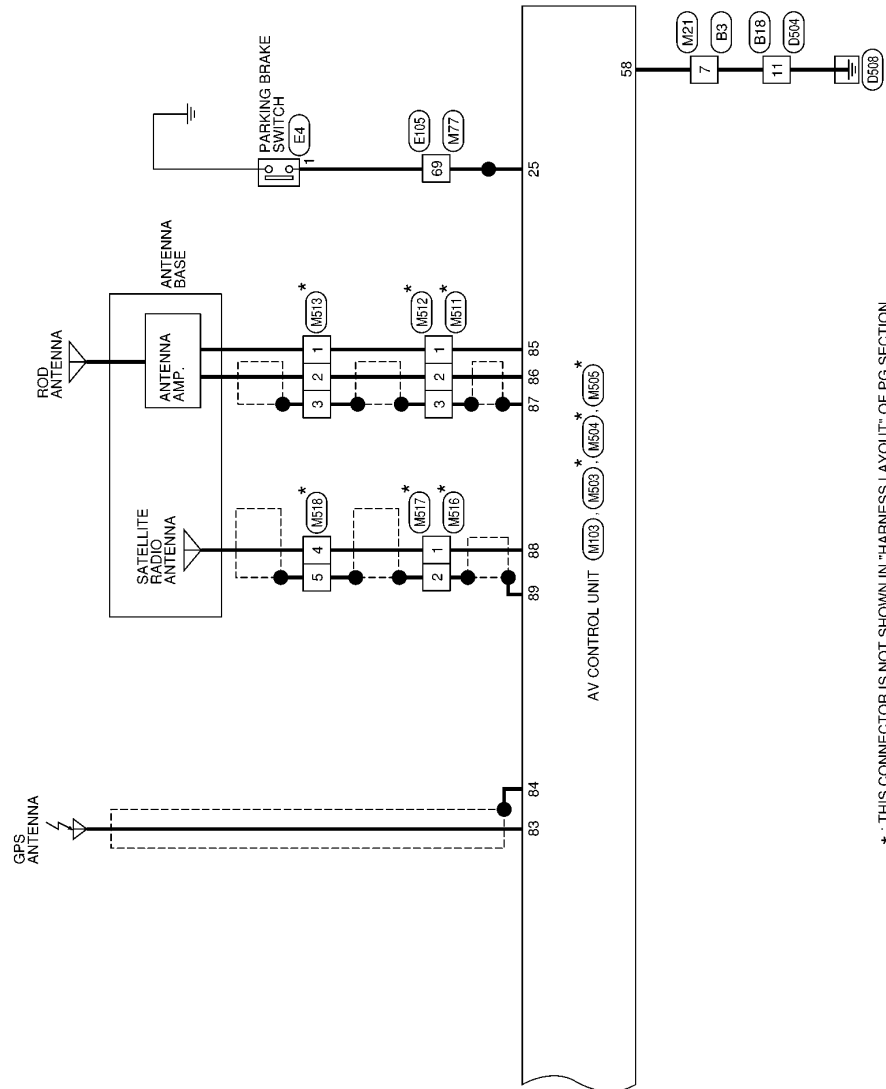 GPS
ANTENNA
SATELLITE
RADIO
ANTENNA
ROD
ANTENNA
ANTENNA
AMP.
ANTENNA
BASE
PARKING BRAKE
SWITCH
E4
1
5
4
M518
*
3
2
1
M513
*
69
E105
M77
2
1
M517
*
M516
*
3
2
1
M512
*
M511
*
83
84
89
88
87
86
85
25
58
AV CONTROL UNIT M103 , M503 * , M504 * , M505 *
7
M21
B3
11
B18
D504
D508
* : THIS CONNECTOR IS NOT SHOWN IN "HARNESS LAYOUT" OF PG SECTION